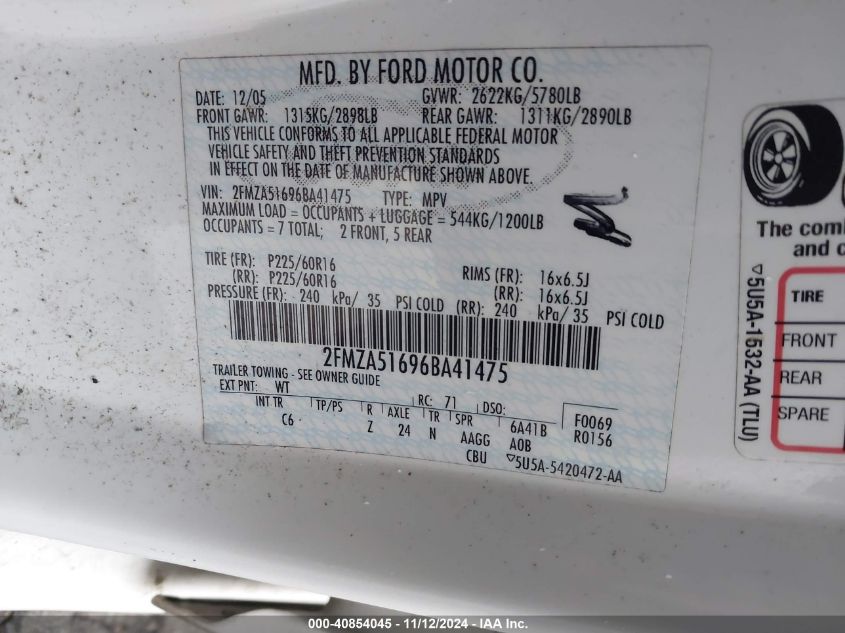 MFD. BY FORD MOTOR CO.
DATE: 12/05 GVWR: 2622KG/5780LB
FRONT GAWR: 1315KG/2898LB REAR GAWR: 1311KG/2890LB
THIS VEHICLE CONFORMS TO ALL APPLICABLE FEDERAL MOTOR
VEHICLE SAFETY AND THEFT PREVENTION STANDARDS
IN EFFECT ON THE DATE OF MANUFACTURE SHOWN ABOVE.
VIN: 2FMZA51696BA41475 TYPE: MPV
MAXIMUM LOAD = OCCUPANTS + LUGGAGE = 544KG/1200LB
OCCUPANTS = 7 TOTAL; 2 FRONT, 5 REAR
TIRE (FR): P225/60R16 RIMS (FR): 16x6.5J
(RR): P225/60R16 (RR): 16x6.5J
PRESSURE (FR): 240 kPa/ 35 PSI COLD (RR): 240 kPa/ 35 PSI COLD
2FMZA51696BA41475
TRAILER TOWING - SEE OWNER GUIDE
EXT PNT: WT RC: 71 DSO:
INT TR TP/PS R AXLE TR SPR 6A41B F0069
C6 Z 24 N AAGG A0B R0156
CBU ▽5U5A-5420472-AA
The com
and c
▽5U5A-1532-AA (TLU)
TIRE
FRONT
REAR
SPARE
000-40854045 - 11/12/2024 - IAA Inc.